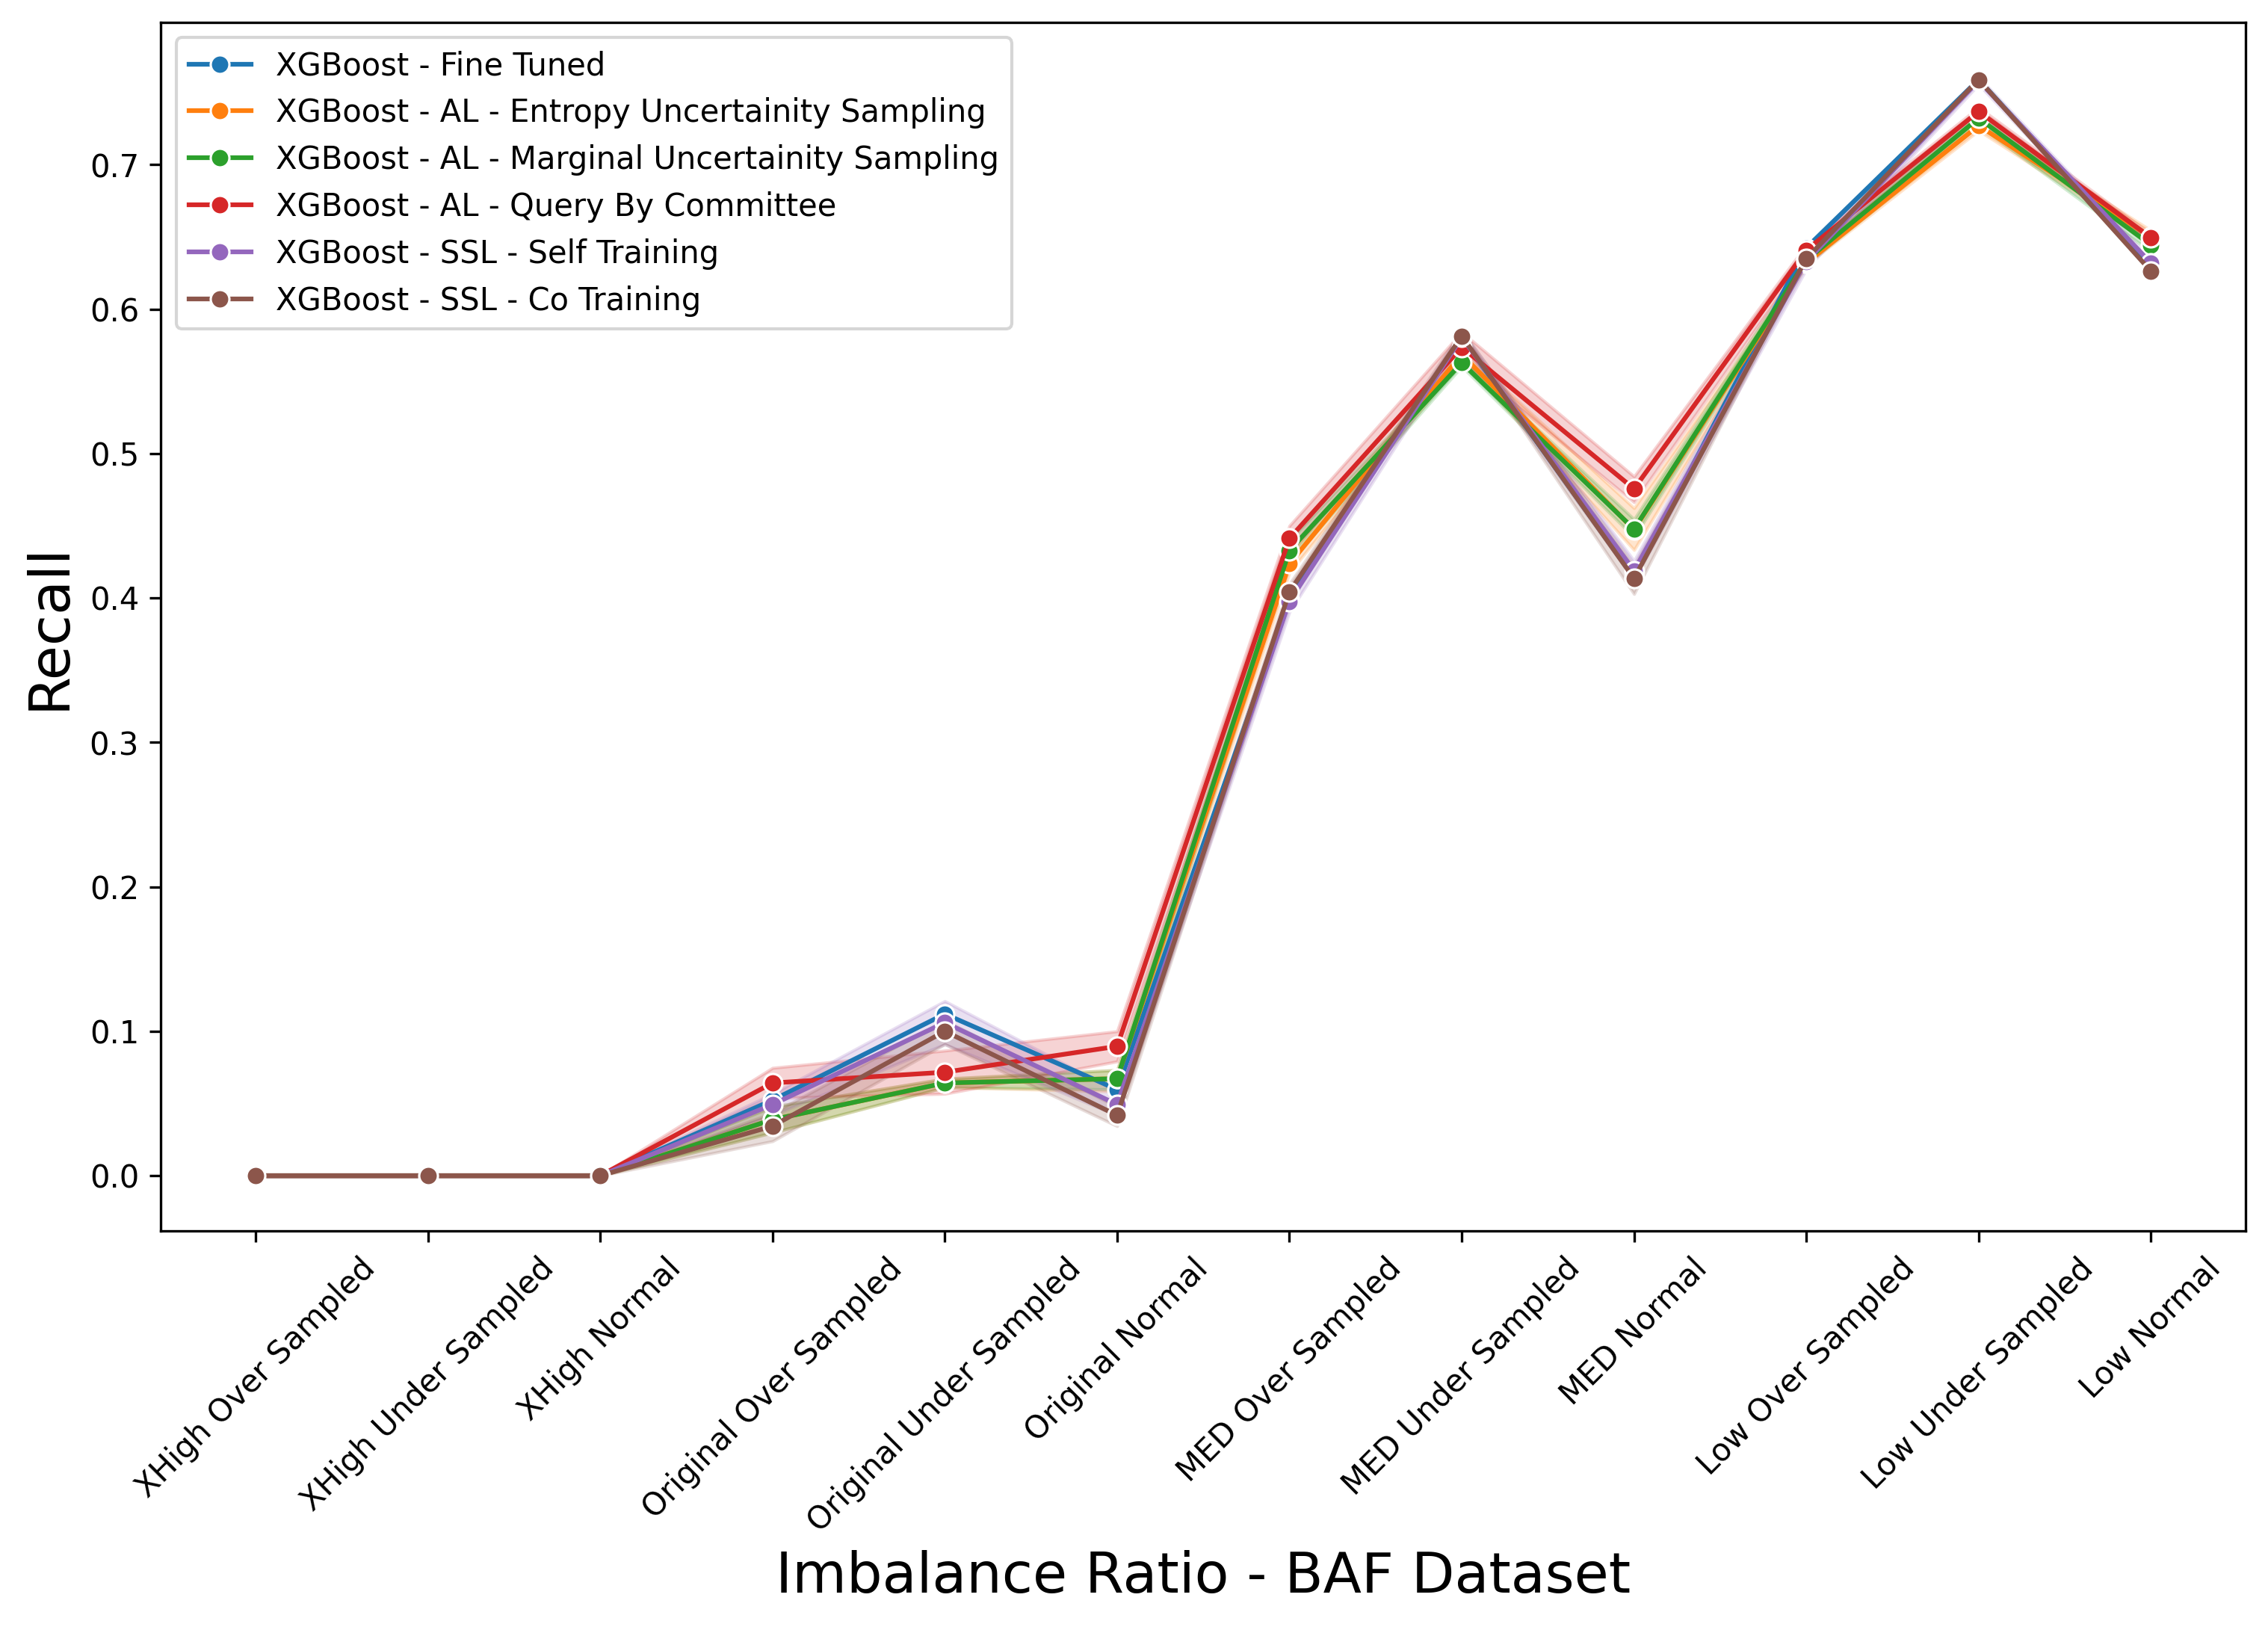 XGBoost - Fine Tuned
XGBoost - AL - Entropy Uncertainity Sampling
XGBoost - AL - Marginal Uncertainity Sampling
XGBoost - AL - Query By Committee
XGBoost - SSL - Self Training
XGBoost - SSL - Co Training
Recall
0.7
0.6
0.5
0.4
0.3
0.2
0.1
0.0
XHigh Over Sampled
XHigh Under Sampled
XHigh Normal
Original Over Sampled
Original Under Sampled
Original Normal
MED Over Sampled
MED Under Sampled
MED Normal
Low Over Sampled
Low Under Sampled
Low Normal
Imbalance Ratio - BAF Dataset